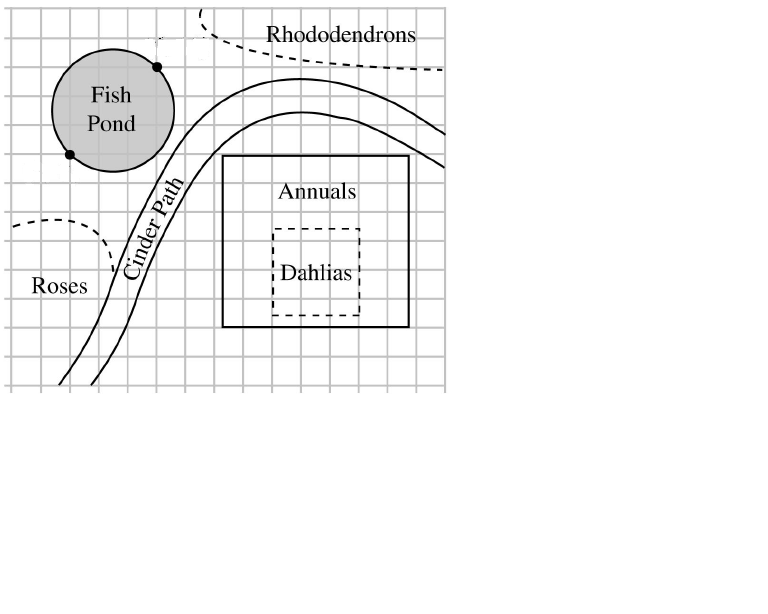 Rhododendrons
Fish
Pond
Annuals
Cinder Path
Dahlias
Roses